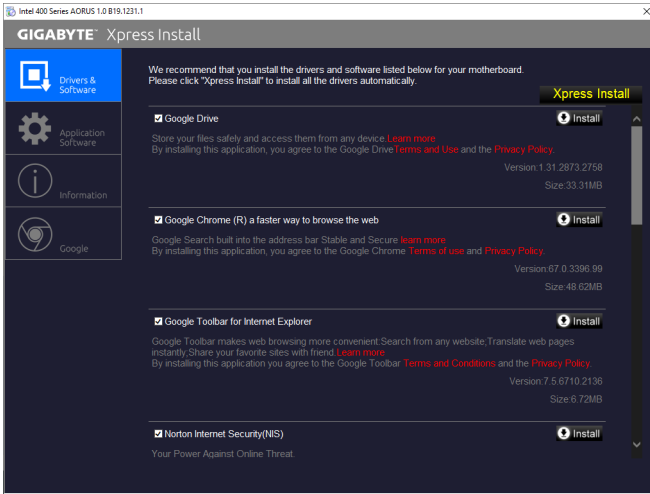 Intel 400 Series AORUS 1.0 B19.1231.1
GIGABYTE™ Xpress Install
Drivers &
Software
Application
Software
Information
Google
We recommend that you install the drivers and software listed below for your motherboard.
Please click "Xpress Install" to install all the drivers automatically.
Xpress Install
Google Drive
Install
Store your files safely and access them from any device.Learn more
By installing this application, you agree to the Google DriveTerms and Use and the Privacy Policy.
Version:1.31.2873.2758
Size:33.31MB
Google Chrome (R) a faster way to browse the web
Install
Google Search built into the address bar Stable and Secure learn more
By installing this application, you agree to the Google Chrome Terms of use and Privacy Policy.
Version:67.0.3396.99
Size:48.62MB
Google Toolbar for Internet Explorer
Install
Google Toolbar makes web browsing more convenient:Search from any website;Translate web pages
instantly;Share your favorite sites with friend.Learn more
By installing this application you agree to the Google Toolbar Terms and Conditions and the Privacy Policy.
Version:7.5.6710.2136
Size:6.72MB
Norton Internet Security(NIS)
Install
Your Power Against Online Threat.